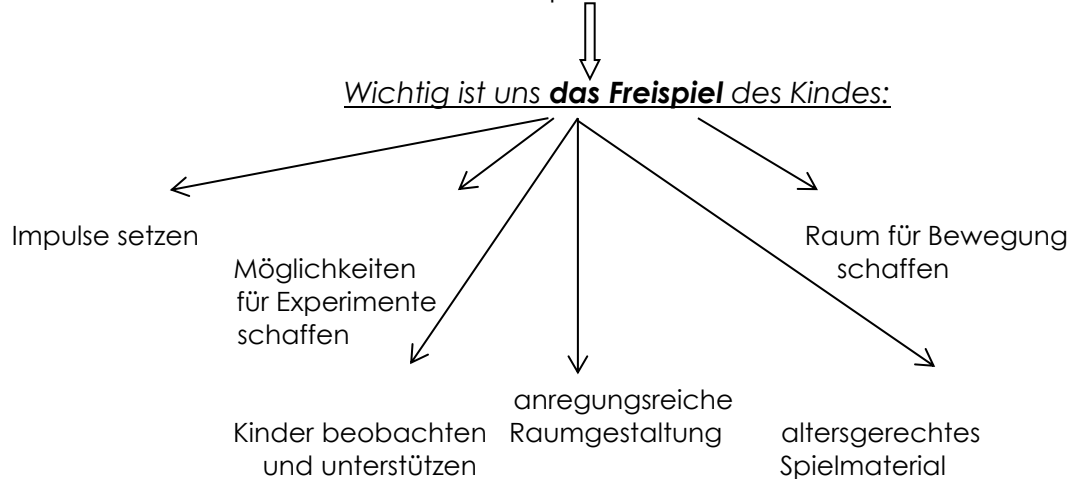 Wichtig ist uns das Freispiel des Kindes:
Impulse setzen
Möglichkeiten
für Experimente
schaffen
Raum für Bewegung
schaffen
Kinder beobachten
und unterstützen
anregungsreiche
Raumgestaltung
altersgerechtes
Spielmaterial